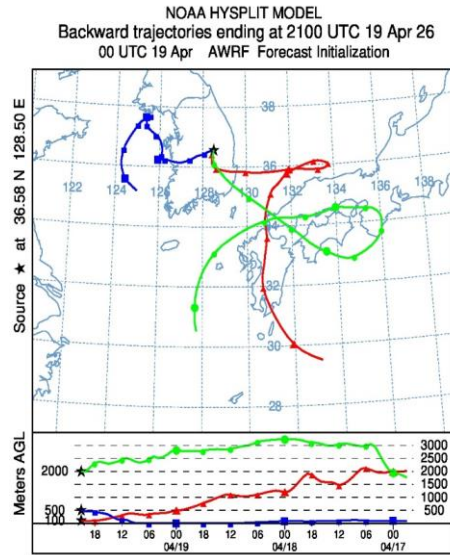 NOAA HYSPLIT MODEL
Backward trajectories ending at 2100 UTC 19 Apr 26
00 UTC 19 Apr AWRF Forecast Initialization
Source ★ at 36.58 N 128.50 E
38
36
122 124 126 128 130 132 134 136 138
34
32
30
28
Meters AGL
3000
2000 2500
2000
1500
500 1000
100 500
18 12 06 00 18 12 06 00 18 12 06 00
04/19 04/18 04/17